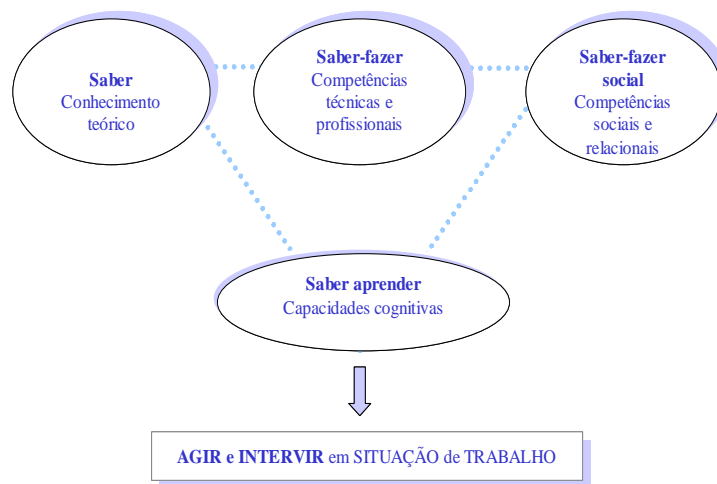 Saber
Conhecimento
teórico
Saber-fazer
Competências
técnicas e
profissionais
Saber-fazer
social
Competências
sociais e
relacionais
Saber aprender
Capacidades cognitivas
AGIR e INTERVIR em SITUAÇÃO de TRABALHO